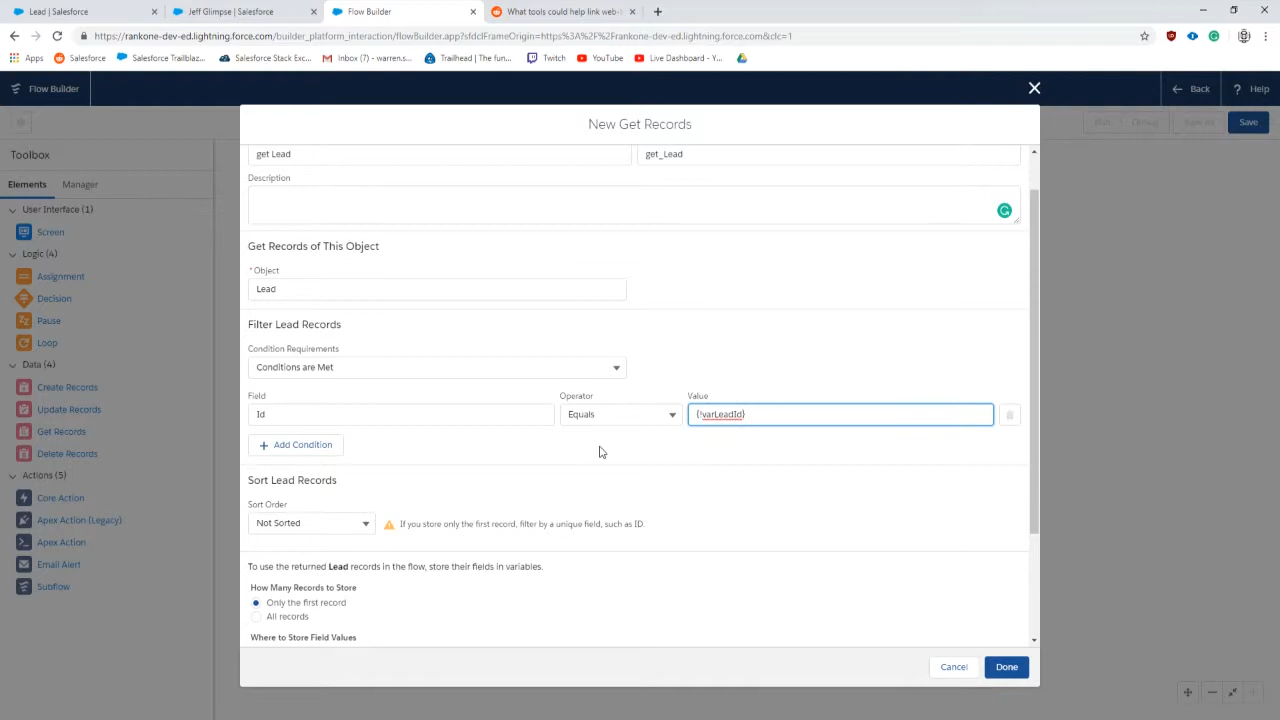 Lead | Salesforce
Jeff Glimpse | Salesforce
Flow Builder
What tools could help link web-t
https://rankone-dev-ed.lightning.force.com/builder_platform_interaction/flowBuilder.app?sfdcIFrameOrigin=https%3A%2F%2Frankone-dev-ed.lightning.force.com&clc=1
Apps
Salesforce
Salesforce Trailblaz...
Salesforce Stack Exc...
Inbox (7) - warren.s...
Trailhead | The fun...
Twitch
YouTube
Live Dashboard - Y...
Flow Builder
Back
? Help
New Get Records
Save
Toolbox
get Lead
get_Lead
Elements
Manager
Description
User Interface (1)
Screen
Logic (4)
Assignment
Decision
Pause
Loop
Data (4)
Create Records
Update Records
Get Records
Delete Records
Actions (5)
Core Action
Apex Action (Legacy)
Apex Action
Email Alert
Subflow
Get Records of This Object
* Object
Lead
Filter Lead Records
Condition Requirements
Conditions are Met
Field
Operator
Value
Id
Equals
{!varLeadId}
+ Add Condition
Sort Lead Records
Sort Order
Not Sorted
If you store only the first record, filter by a unique field, such as ID.
To use the returned Lead records in the flow, store their fields in variables.
How Many Records to Store
Only the first record
All records
Where to Store Field Values
Cancel
Done